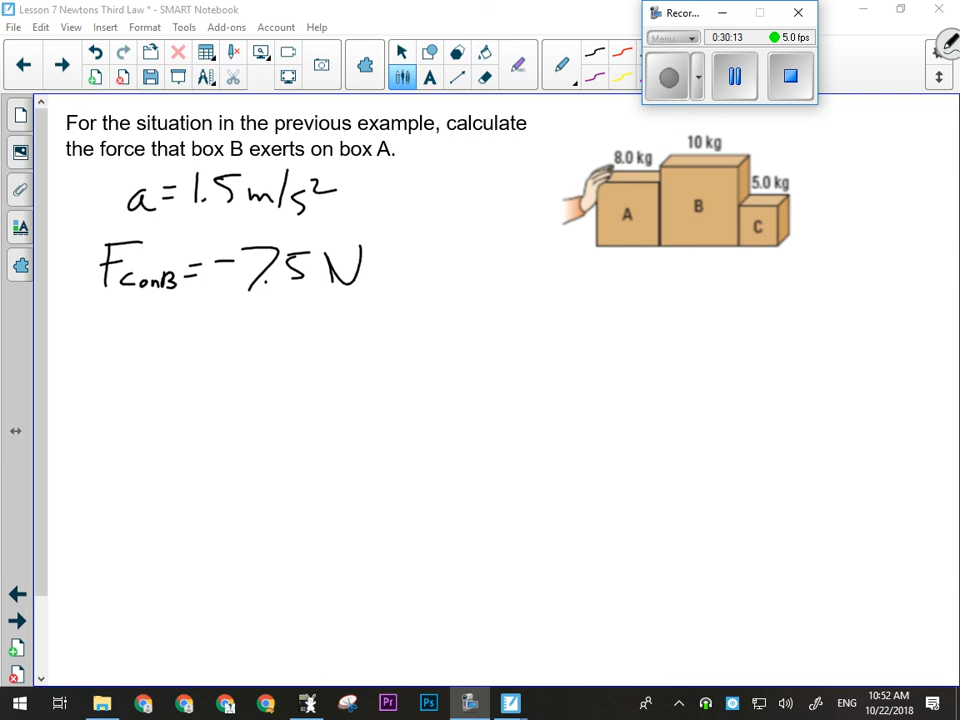 Lesson 7 Newtons Third Law * - SMART Notebook
File Edit View Insert Format Tools Add-ons Account Help
Recor...
Menu
0:30:13
5.0 fps
For the situation in the previous example, calculate
the force that box B exerts on box A.
a = 1.5 m/s²
F_C on B = -7.5 N
10 kg
8.0 kg
5.0 kg
A
B
C
Pr
Ps
ENG
10:52 AM
10/22/2018